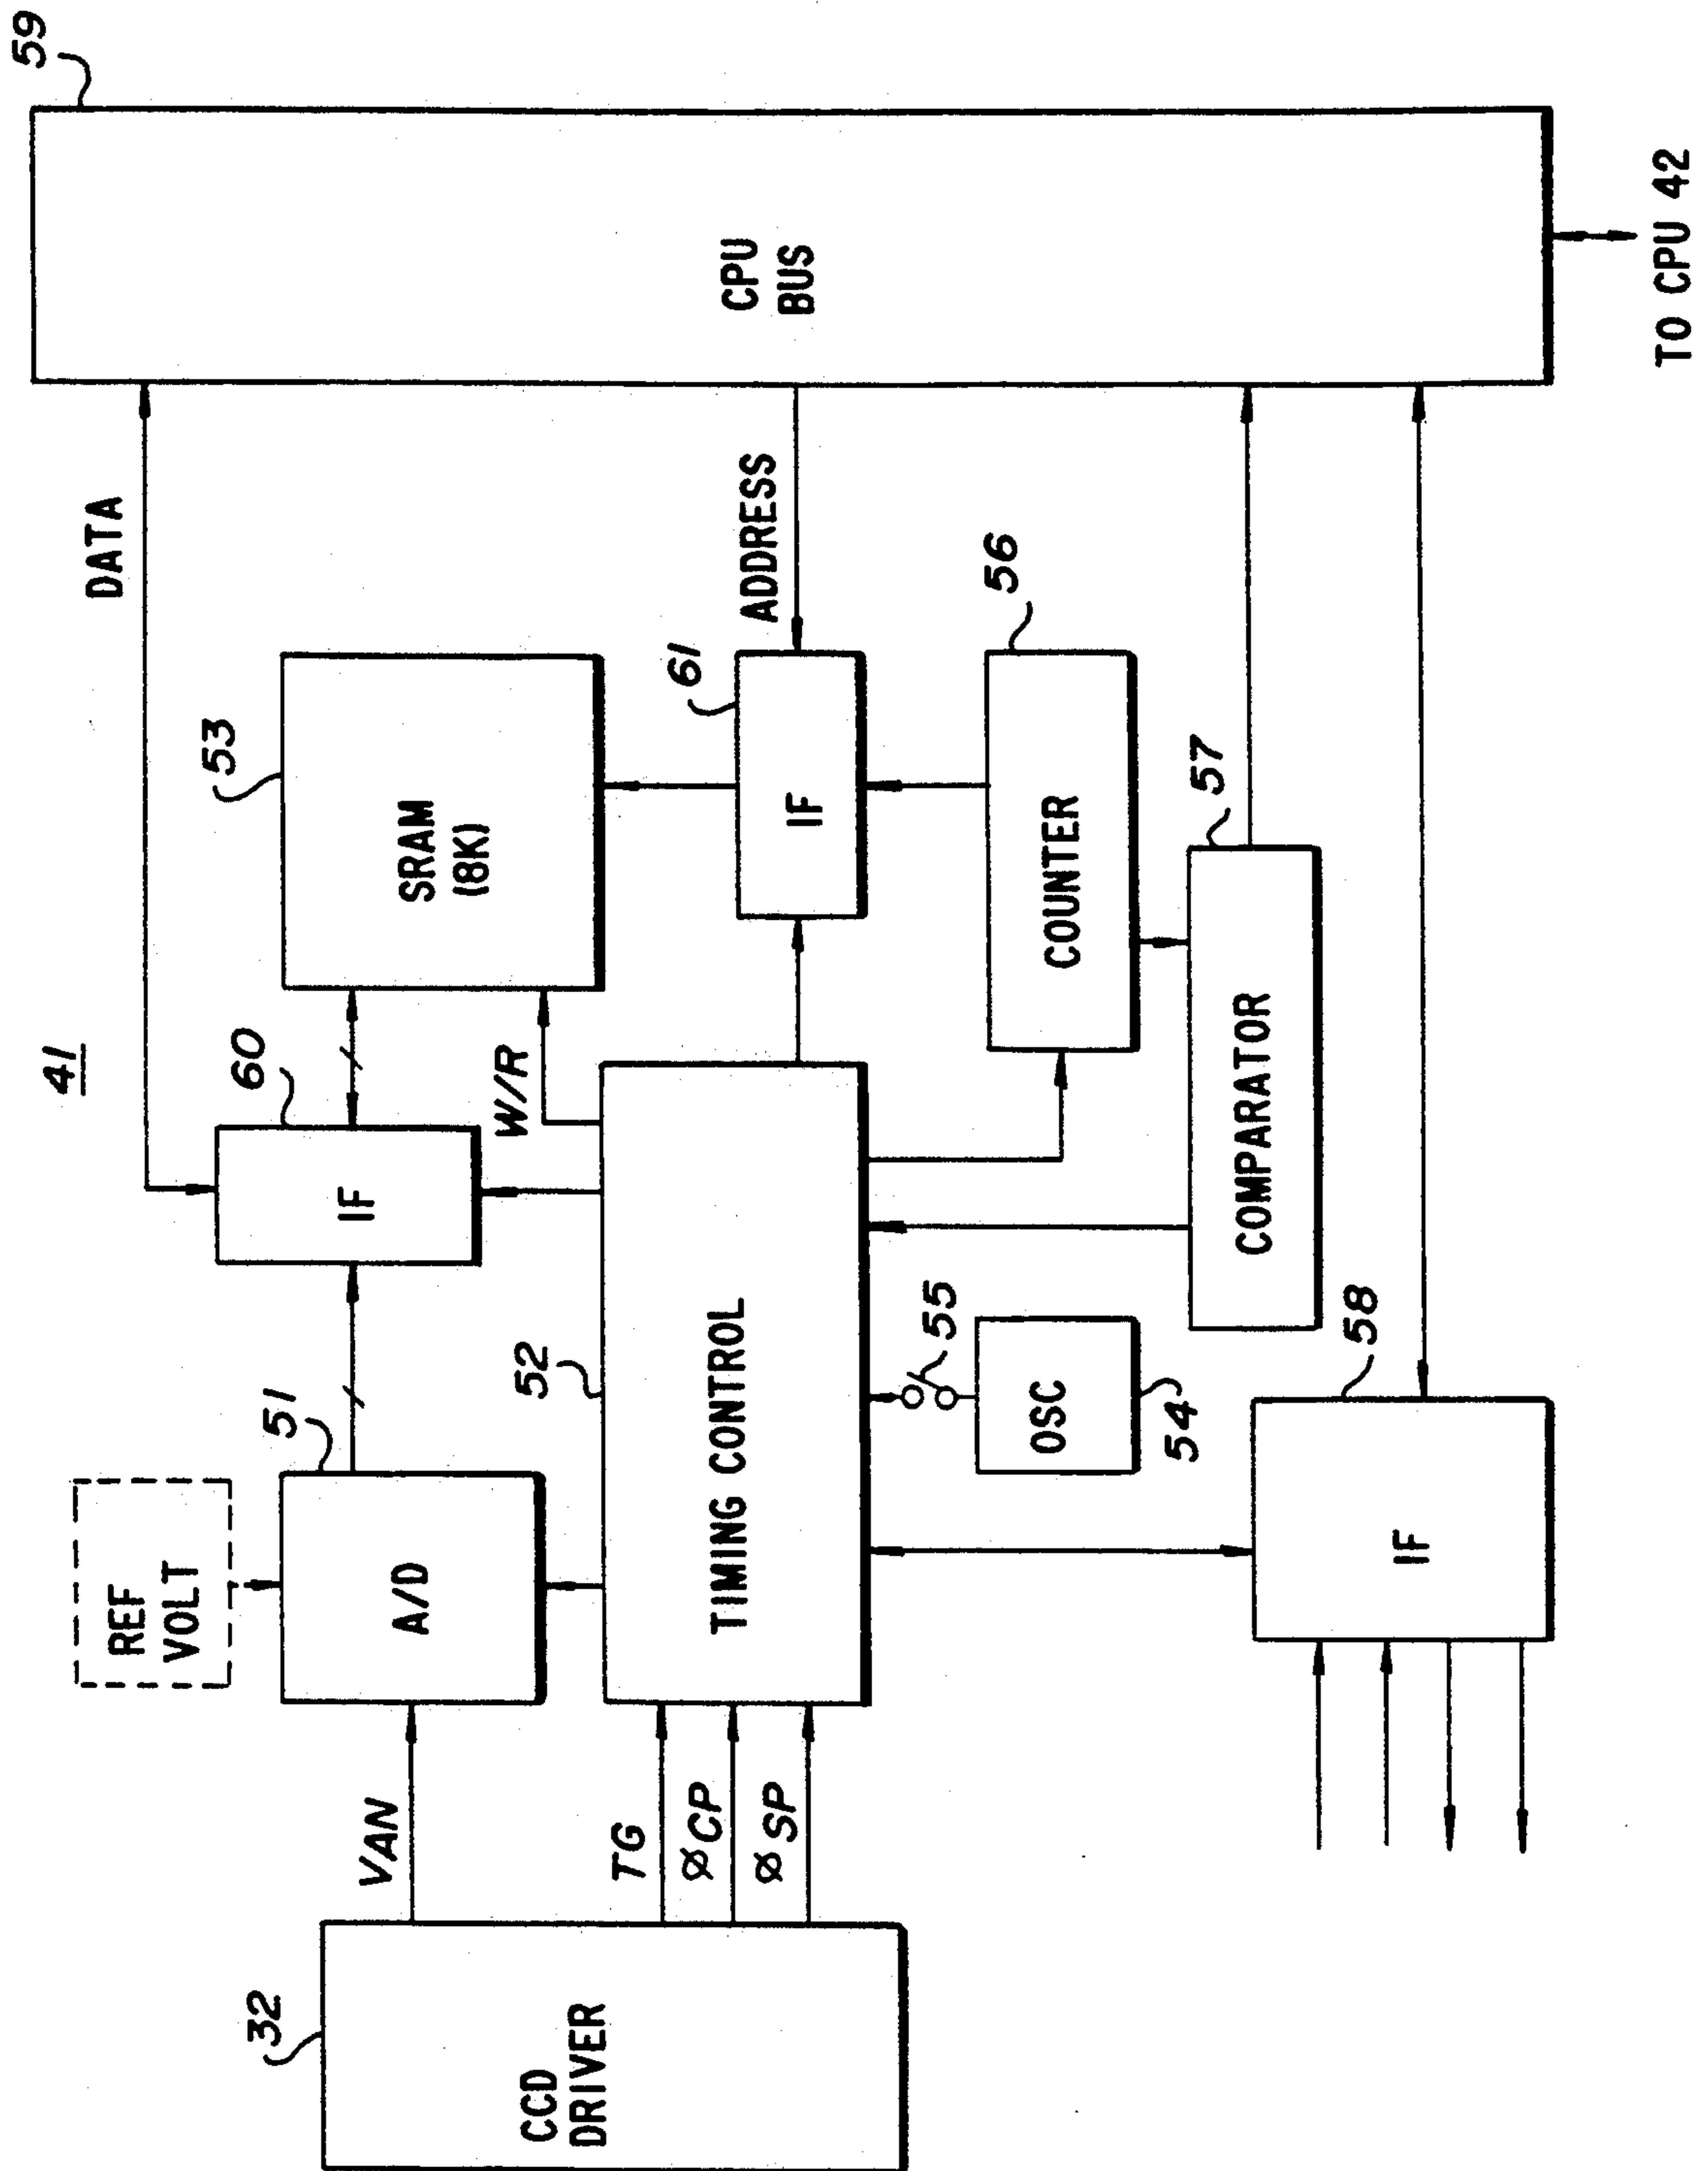 41
59
DATA
CPU
BUS
53
SRAM
(8K)
60
IF
W/R
ADDRESS
61
IF
REF
VOLT
51
A/D
52
TIMING CONTROL
56
COUNTER
57
COMPARATOR
55
OSC
54
58
IF
32
CCD
DRIVER
VAN
TG
ØCP
ØSP
TO CPU 42